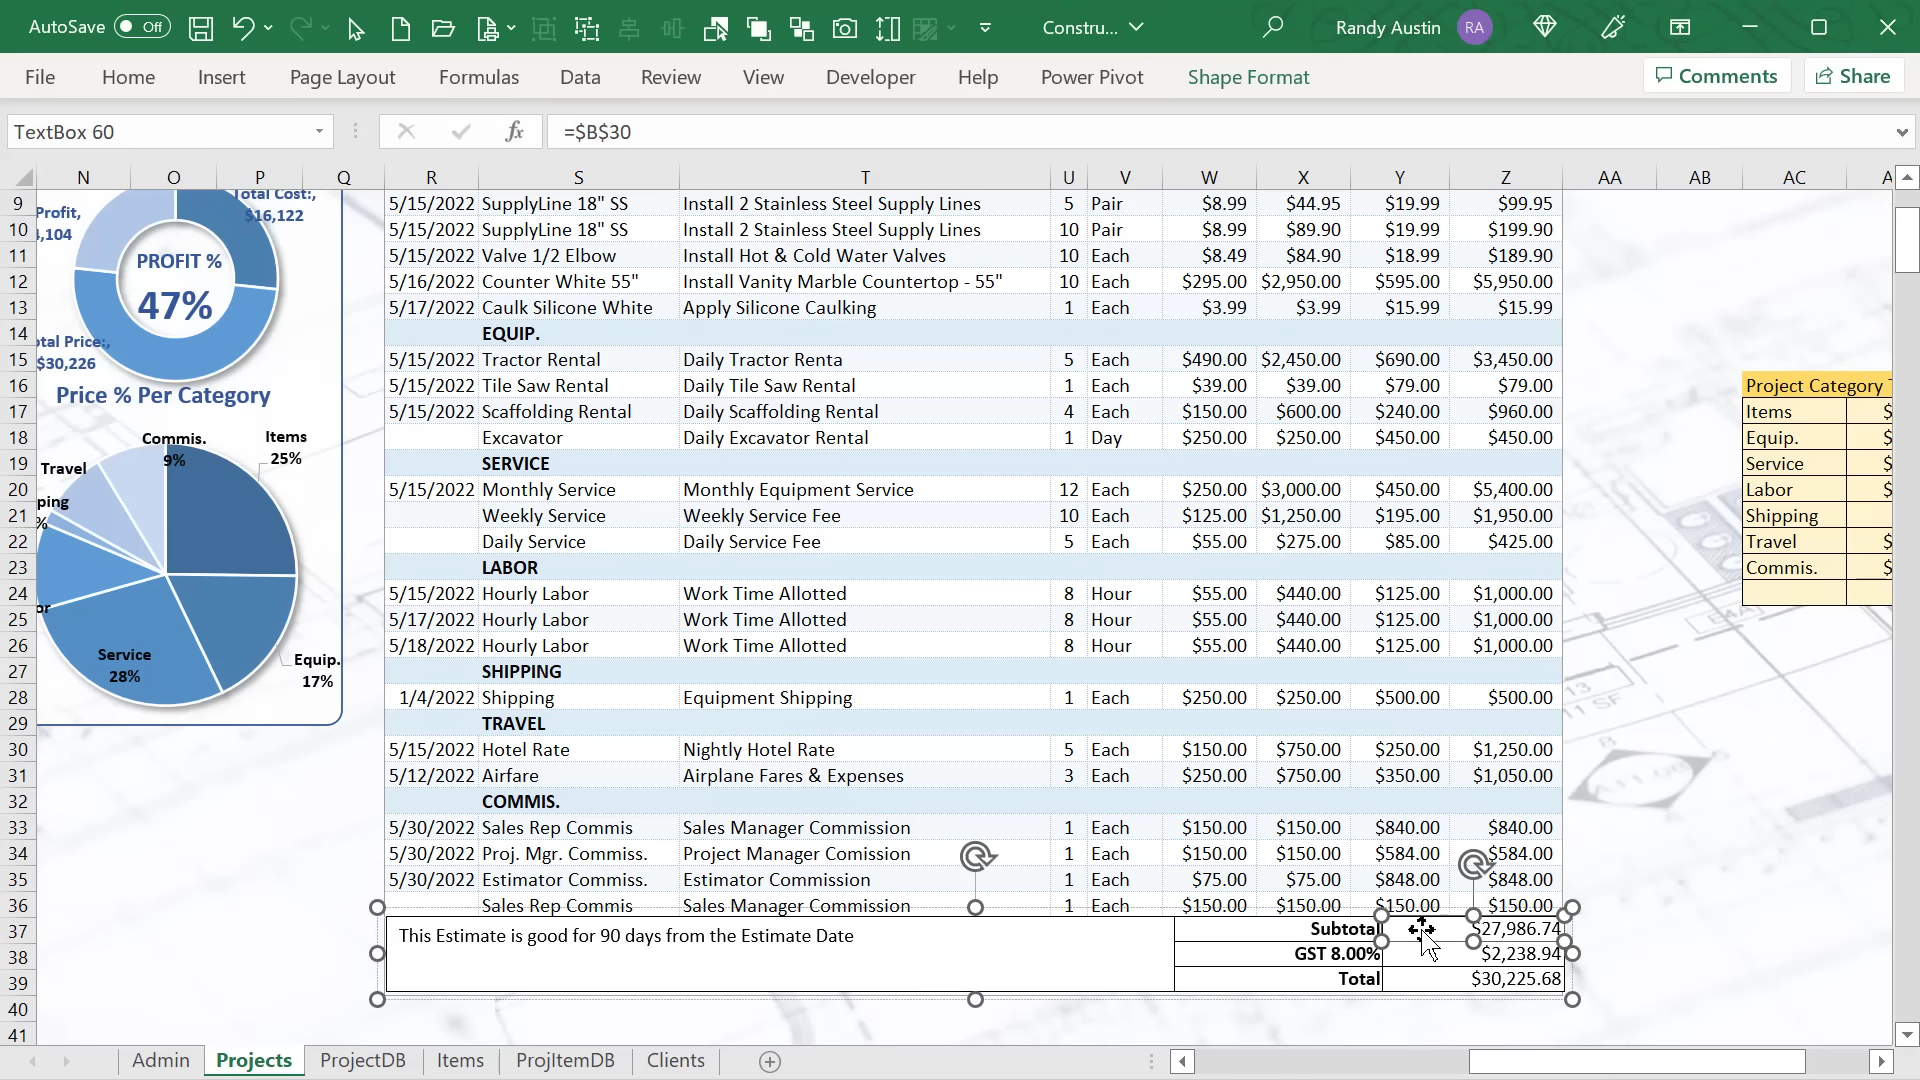 AutoSave Off Constru... Randy Austin RA
File Home Insert Page Layout Formulas Data Review View Developer Help Power Pivot Shape Format Comments Share
TextBox 60 fx =$B$30
N O P Q R S T U V W X Y Z AA AB AC
9 5/15/2022 SupplyLine 18" SS Install 2 Stainless Steel Supply Lines 5 Pair $8.99 $44.95 $19.99 $99.95
10 5/15/2022 SupplyLine 18" SS Install 2 Stainless Steel Supply Lines 10 Pair $8.99 $89.90 $19.99 $199.90
11 5/15/2022 Valve 1/2 Elbow Install Hot & Cold Water Valves 10 Each $8.49 $84.90 $18.99 $189.90
12 5/16/2022 Counter White 55" Install Vanity Marble Countertop - 55" 10 Each $295.00 $2,950.00 $595.00 $5,950.00
13 5/17/2022 Caulk Silicone White Apply Silicone Caulking 1 Each $3.99 $3.99 $15.99 $15.99
14 EQUIP.
15 5/15/2022 Tractor Rental Daily Tractor Renta 5 Each $490.00 $2,450.00 $690.00 $3,450.00
16 5/15/2022 Tile Saw Rental Daily Tile Saw Rental 1 Each $39.00 $39.00 $79.00 $79.00
17 5/15/2022 Scaffolding Rental Daily Scaffolding Rental 4 Each $150.00 $600.00 $240.00 $960.00
18 Excavator Daily Excavator Rental 1 Day $250.00 $250.00 $450.00 $450.00
19 SERVICE
20 5/15/2022 Monthly Service Monthly Equipment Service 12 Each $250.00 $3,000.00 $450.00 $5,400.00
21 Weekly Service Weekly Service Fee 10 Each $125.00 $1,250.00 $195.00 $1,950.00
22 Daily Service Daily Service Fee 5 Each $55.00 $275.00 $85.00 $425.00
23 LABOR
24 5/15/2022 Hourly Labor Work Time Allotted 8 Hour $55.00 $440.00 $125.00 $1,000.00
25 5/17/2022 Hourly Labor Work Time Allotted 8 Hour $55.00 $440.00 $125.00 $1,000.00
26 5/18/2022 Hourly Labor Work Time Allotted 8 Hour $55.00 $440.00 $125.00 $1,000.00
27 SHIPPING
28 1/4/2022 Shipping Equipment Shipping 1 Each $250.00 $250.00 $500.00 $500.00
29 TRAVEL
30 5/15/2022 Hotel Rate Nightly Hotel Rate 5 Each $150.00 $750.00 $250.00 $1,250.00
31 5/12/2022 Airfare Airplane Fares & Expenses 3 Each $250.00 $750.00 $350.00 $1,050.00
32 COMMIS.
33 5/30/2022 Sales Rep Commis Sales Manager Commission 1 Each $150.00 $150.00 $840.00 $840.00
34 5/30/2022 Proj. Mgr. Commiss. Project Manager Comission 1 Each $150.00 $150.00 $584.00 $584.00
35 5/30/2022 Estimator Commiss. Estimator Commission 1 Each $75.00 $75.00 $848.00 $848.00
36 Sales Rep Commis Sales Manager Commission 1 Each $150.00 $150.00 $150.00 $150.00
37 This Estimate is good for 90 days from the Estimate Date Subtotal $27,986.74
38 GST 8.00% $2,238.94
39 Total $30,225.68
40
41
Total Cost:,
$16,122
Profit,
,104
PROFIT %
47%
otal Price:,
$30,226
Price % Per Category
Commis.
9%
Items
25%
Travel
ping
%
or
Service
28%
Equip.
17%
Project Category
Items $
Equip. $
Service $
Labor $
Shipping
Travel $
Commis. $
13
11 SF
Admin Projects ProjectDB Items ProjItemDB Clients